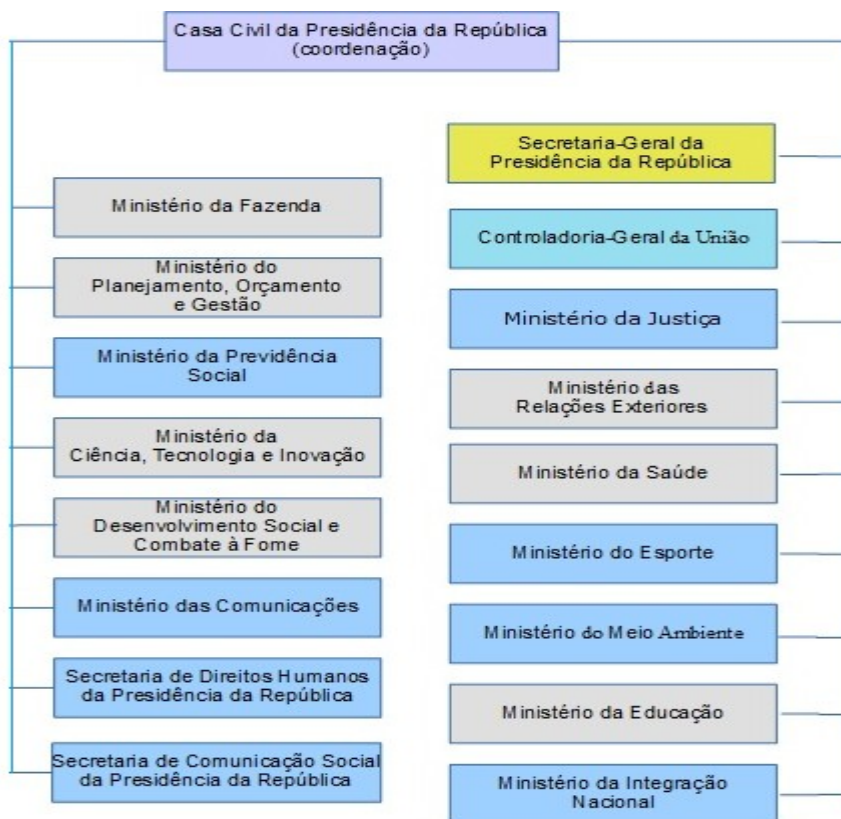 Casa Civil da Presidência da República
(coordenação)
Secretaria-Geral da
Presidência da República
Ministério da Fazenda
Controladoria-Geral da União
Ministério do
Planejamento, Orçamento
e Gestão
Ministério da Justiça
Ministério da Previdência
Social
Ministério das
Relações Exteriores
Ministério da
Ciência, Tecnologia e Inovação
Ministério da Saúde
Ministério do
Desenvolvimento Social e
Combate à Fome
Ministério do Esporte
Ministério das Comunicações
Ministério do Meio Ambiente
Secretaria de Direitos Humanos
da Presidência da República
Ministério da Educação
Secretaria de Comunicação Social
da Presidência da República
Ministério da Integração
Nacional